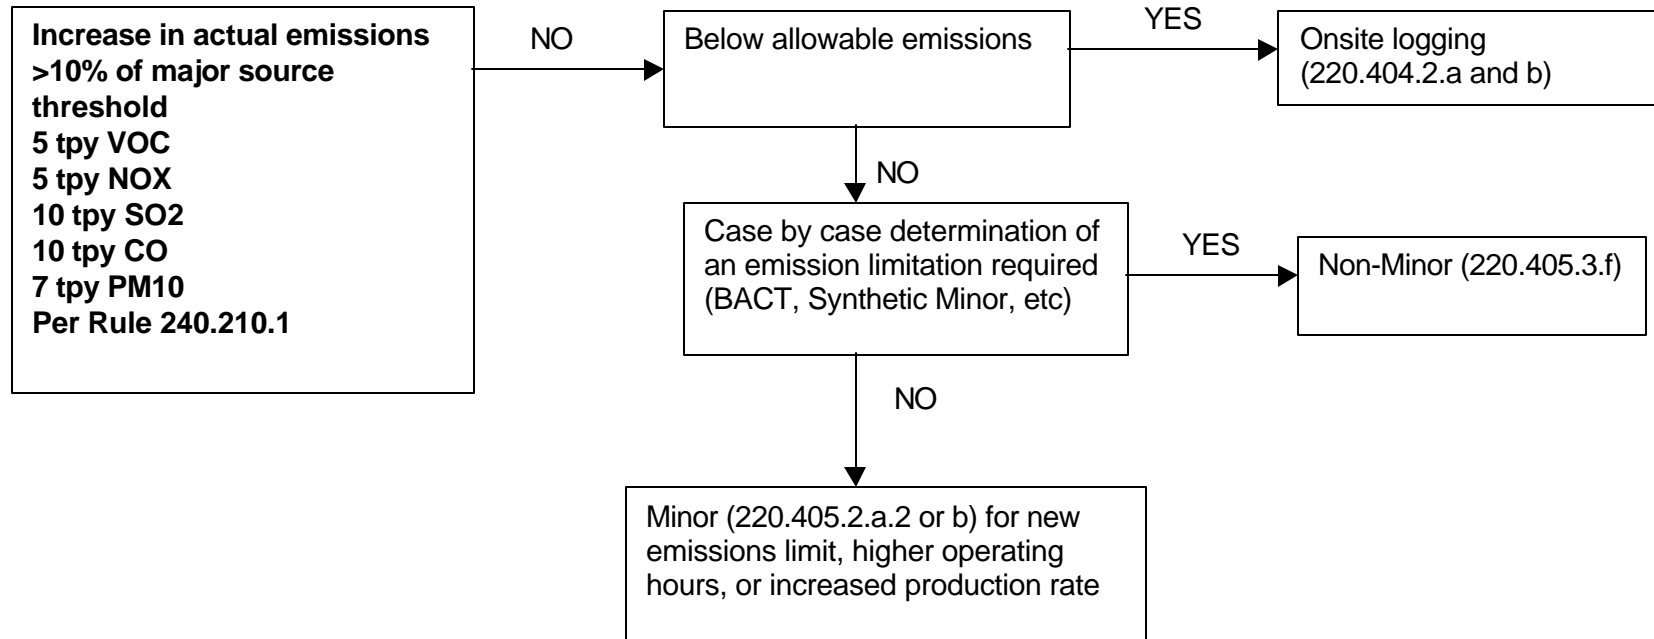 Increase in actual emissions
>10% of major source
threshold
5 tpy VOC
5 tpy NOX
10 tpy SO2
10 tpy CO
7 tpy PM10
Per Rule 240.210.1
NO
Below allowable emissions
YES
Onsite logging
(220.404.2.a and b)
NO
Case by case determination of
an emission limitation required
(BACT, Synthetic Minor, etc)
YES
Non-Minor (220.405.3.f)
NO
Minor (220.405.2.a.2 or b) for new
emissions limit, higher operating
hours, or increased production rate